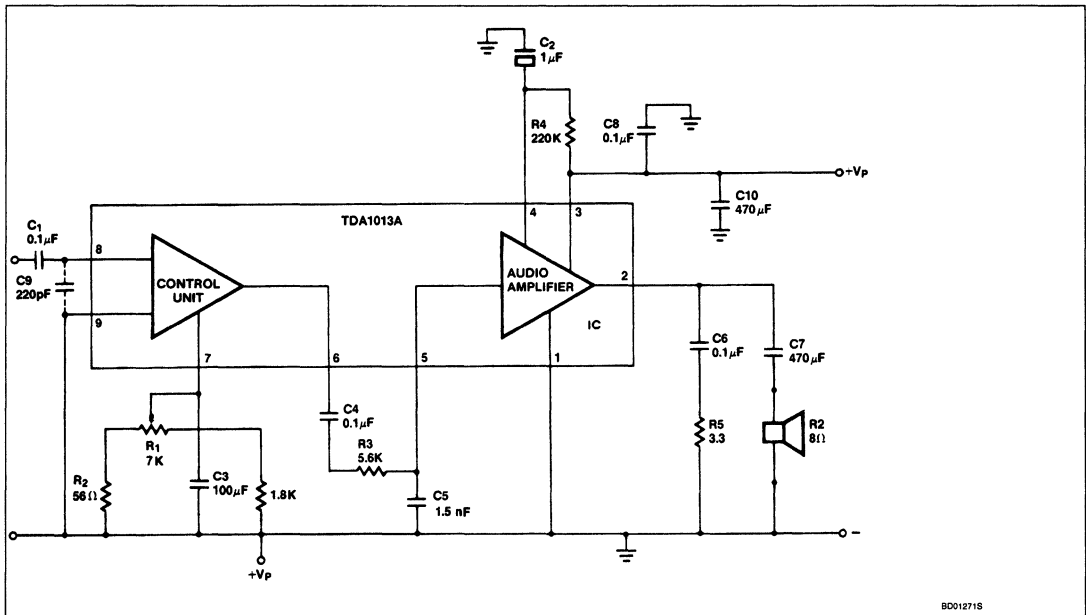 C2
1µF
R4
220K
C8
0.1µF
+VP
C10
470µF
4
3
TDA1013A
C1
0.1µF
8
C9
220pF
CONTROL
UNIT
9
AUDIO
AMPLIFIER
2
IC
7
6
5
1
C6
0.1µF
C7
470µF
C4
0.1µF
R3
5.6K
R1
7K
R2
56Ω
C3
100µF
1.8K
C5
1.5 nF
R5
3.3
R2
8Ω
+VP
−
BD01271S